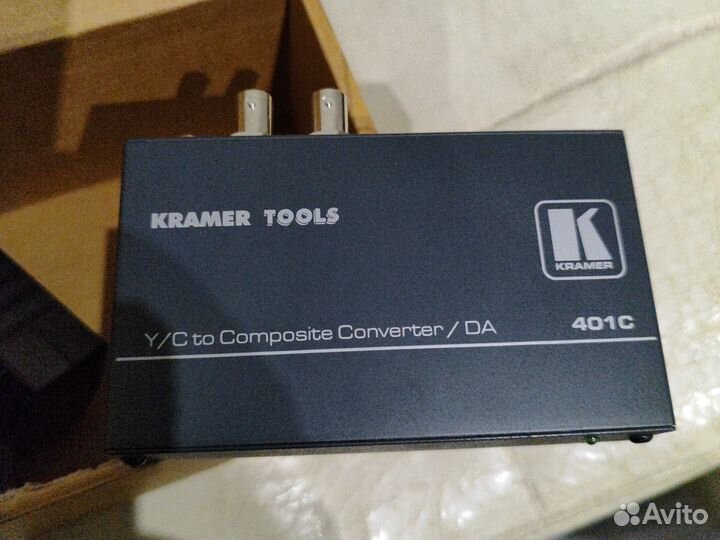 KRAMER TOOLS
K
KRAMER
Y/C to Composite Converter / DA
401C
Avito